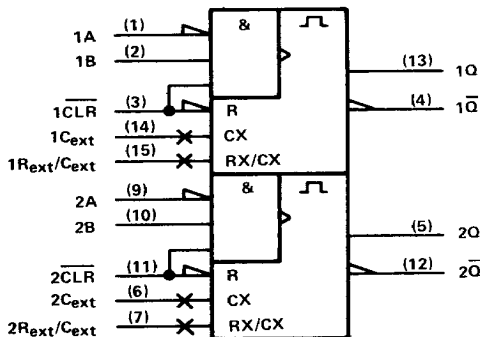 1A (1) &
1B (2)
(13) 1Q
1CLR (3) R
(4) 1Q
1Cext (14) CX
1Rext/Cext (15) RX/CX
2A (9) &
2B (10)
(5) 2Q
2CLR (11) R
(12) 2Q
2Cext (6) CX
2Rext/Cext (7) RX/CX